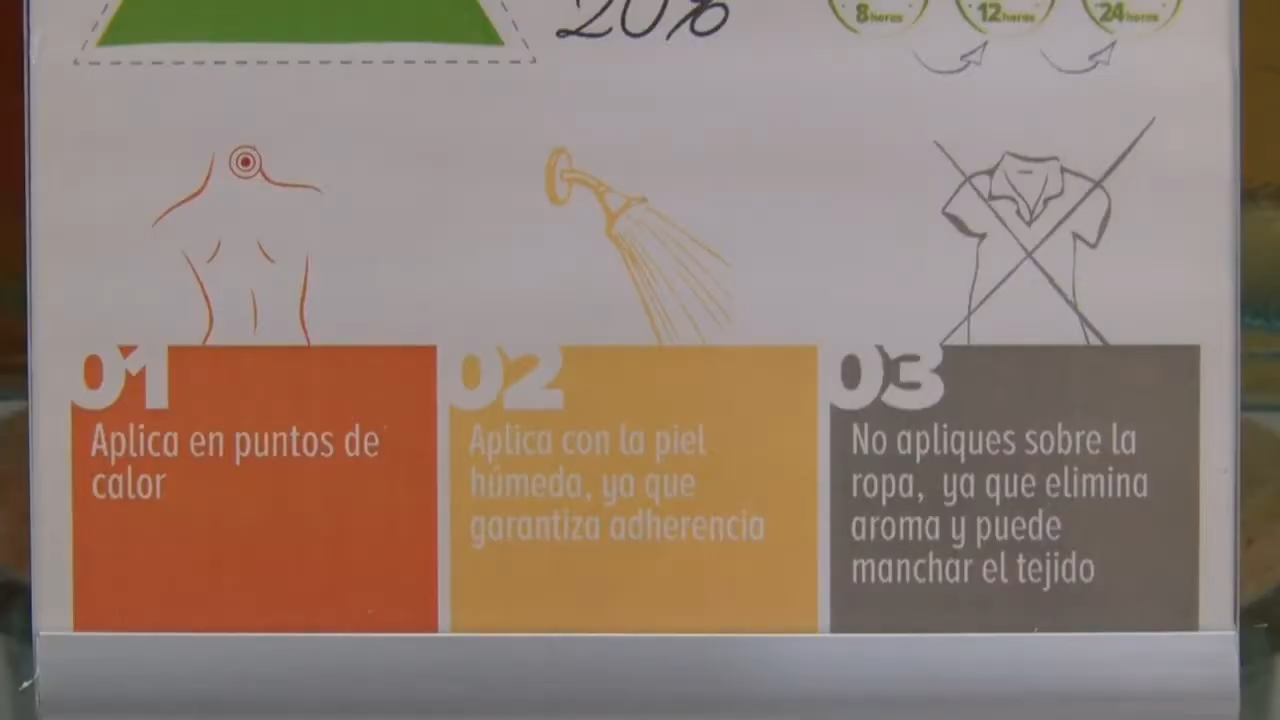 20%
8 horas
12 horas
24 horas
01
Aplica en puntos de
calor
02
Aplica con la piel
húmeda, ya que
garantiza adherencia
03
No apliques sobre la
ropa, ya que elimina
aroma y puede
manchar el tejido